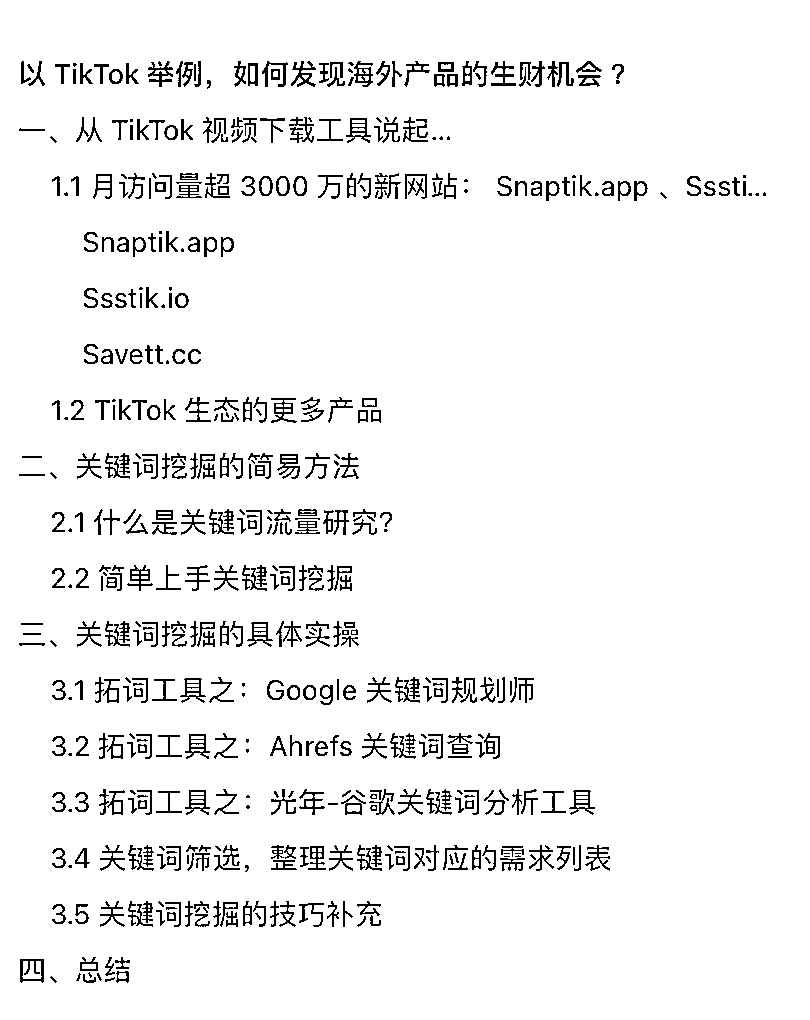 以 TikTok 举例，如何发现海外产品的生财机会？
一、从 TikTok 视频下载工具说起...
1.1 月访问量超 3000 万的新网站： Snaptik.app 、Sssti...
Snaptik.app
Ssstik.io
Savett.cc
1.2 TikTok 生态的更多产品
二、关键词挖掘的简易方法
2.1 什么是关键词流量研究?
2.2 简单上手关键词挖掘
三、关键词挖掘的具体实操
3.1 拓词工具之：Google 关键词规划师
3.2 拓词工具之：Ahrefs 关键词查询
3.3 拓词工具之：光年-谷歌关键词分析工具
3.4 关键词筛选，整理关键词对应的需求列表
3.5 关键词挖掘的技巧补充
四、总结